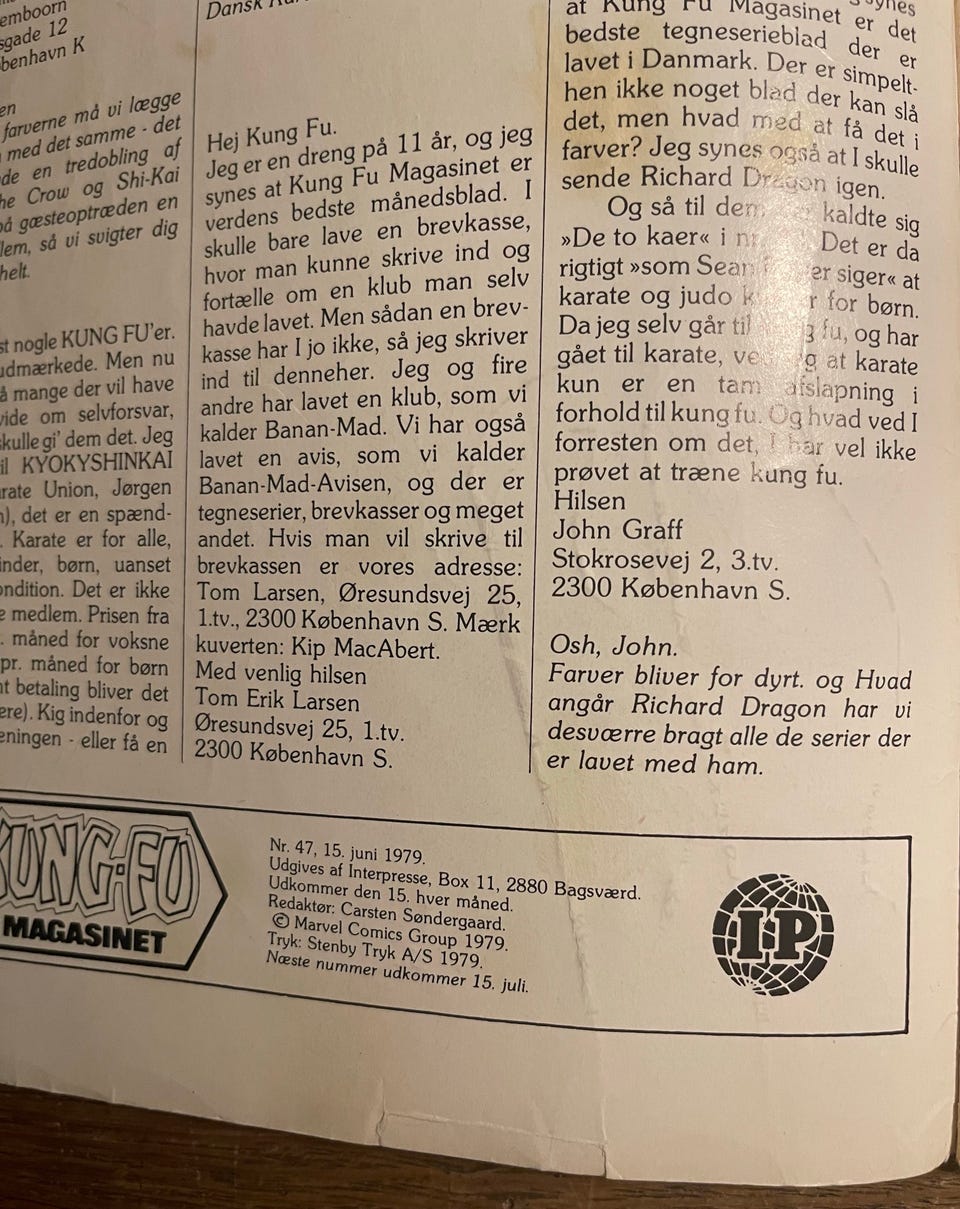 emboorn
sgade 12
benhavn K
en
farverne må vi lægge
med det samme - det
de en tredobling af
he Crow og Shi-Kai
på gæsteoptræden en
lem, så vi svigter dig
helt.
st nogle KUNG FU'er.
udmærkede. Men nu
å mange der vil have
vide om selvforsvar,
skulle gi' dem det. Jeg
il KYOKYSHINKAI
rate Union, Jørgen
n), det er en spænd-
. Karate er for alle,
inder, børn, uanset
ondition. Det er ikke
e medlem. Prisen fra
. måned for voksne
pr. måned for børn
nt betaling bliver det
ere). Kig indenfor og
eningen - eller få en
Dansk
Hej Kung Fu.
Jeg er en dreng på 11 år, og jeg
synes at Kung Fu Magasinet er
verdens bedste månedsblad. I
skulle bare lave en brevkasse,
hvor man kunne skrive ind og
fortælle om en klub man selv
havde lavet. Men sådan en brev-
kasse har I jo ikke, så jeg skriver
ind til denneher. Jeg og fire
andre har lavet en klub, som vi
kalder Banan-Mad. Vi har også
lavet en avis, som vi kalder
Banan-Mad-Avisen, og der er
tegneserier, brevkasser og meget
andet. Hvis man vil skrive til
brevkassen er vores adresse:
Tom Larsen, Øresundsvej 25,
1.tv., 2300 København S. Mærk
kuverten: Kip MacAbert.
Med venlig hilsen
Tom Erik Larsen
Øresundsvej 25, 1.tv.
2300 København S.
synes
at Kung Fu Magasinet er det
bedste tegneserieblad der er
lavet i Danmark. Der er simpelt-
hen ikke noget blad der kan slå
det, men hvad med at få det i
farver? Jeg synes også at I skulle
sende Richard Dragon igen.
Og så til dem kaldte sig
»De to kaer« i Det er da
rigtigt »som Sean er siger« at
karate og judo for børn.
Da jeg selv går til fu, og har
gået til karate, at karate
kun er en tam afslapning i
forhold til kung fu. Og hvad ved I
forresten om det, I har vel ikke
prøvet at træne kung fu.
Hilsen
John Graff
Stokrosevej 2, 3.tv.
2300 København S.
Osh, John.
Farver bliver for dyrt. og Hvad
angår Richard Dragon har vi
desværre bragt alle de serier der
er lavet med ham.
KUNG-FU
MAGASINET
Nr. 47, 15. juni 1979.
Udgives af Interpresse, Box 11, 2880 Bagsværd.
Udkommer den 15. hver måned.
Redaktør: Carsten Søndergaard.
© Marvel Comics Group 1979.
Tryk: Stenby Tryk A/S 1979.
Næste nummer udkommer 15. juli.
IP